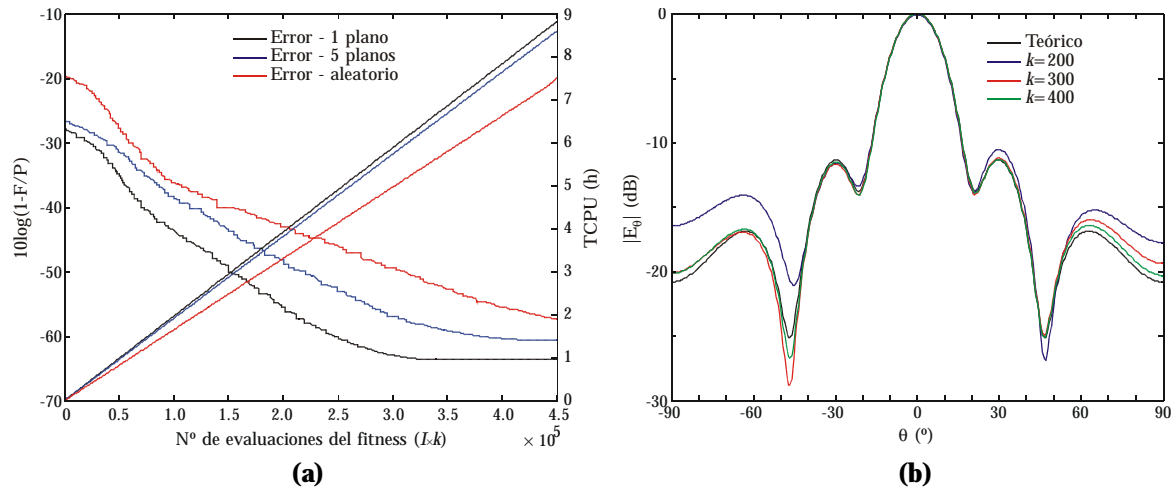 -10
-20
-30
-40
-50
-60
-70
10log(1-F/P)
Error - 1 plano
Error - 5 planos
Error - aleatorio
9
8
7
6
5
4
3
2
1
0
TCPU (h)
0 0.5 1.0 1.5 2.0 2.5 3.0 3.5 4.0 4.5
Nº de evaluaciones del fitness (I×k)
× 10⁵
(a)
0
-10
-20
-30
|Eθ| (dB)
Teórico
k=200
k=300
k=400
-90 -60 -30 0 30 60 90
θ (º)
(b)